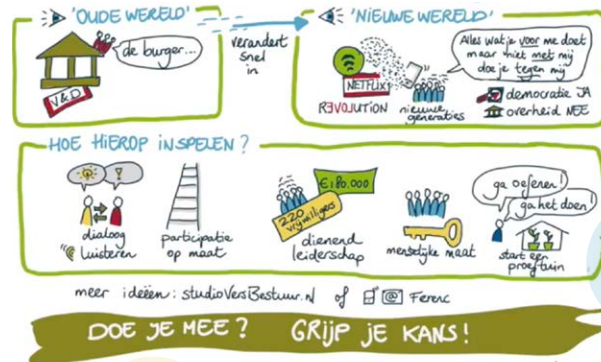 'OUDE WERELD'
de burger...
V&D
verandert
snel
in
'NIEUWE WERELD'
NETFLIX
REVOLUTION
nieuwe
generaties
Alles wat je voor me doet
maar niet met mij
doe je tegen mij
democratie JA
overheid NEE
HOE HIEROP INSPELEN?
dialoog
luisteren
participatie
op maat
€180.000
220
vrijwilligers
dienend
leiderschap
menselijke maat
ga oefenen!
ga het doen!
start een
proeftuin
meer ideeën: studioVersBestuur.nl of @ Ferenc
DOE JE MEE? GRIJP JE KANS!